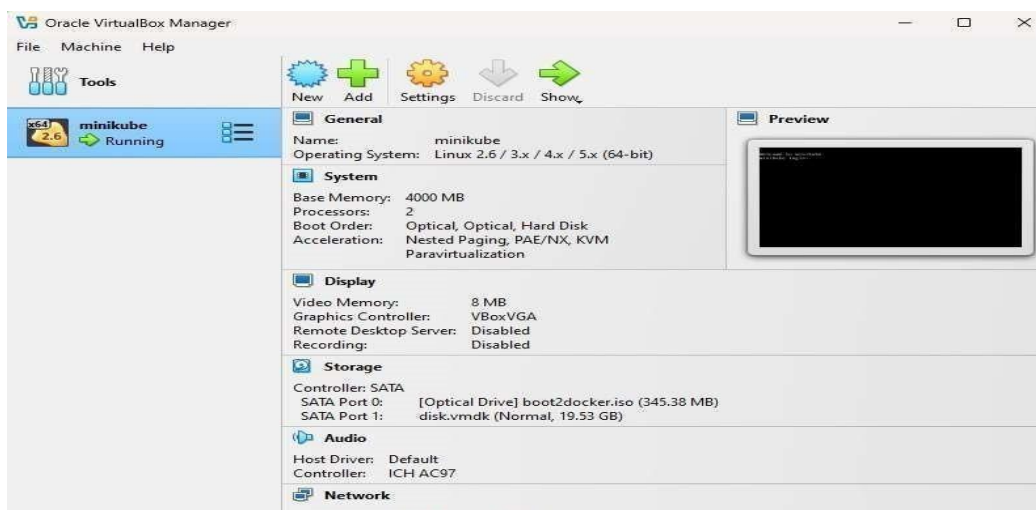 Oracle VirtualBox Manager
File Machine Help
Tools
New Add Settings Discard Show
x64
2.6
minikube
Running
General
Name: minikube
Operating System: Linux 2.6 / 3.x / 4.x / 5.x (64-bit)
System
Base Memory: 4000 MB
Processors: 2
Boot Order: Optical, Optical, Hard Disk
Acceleration: Nested Paging, PAE/NX, KVM
Paravirtualization
Preview
Display
Video Memory: 8 MB
Graphics Controller: VBoxVGA
Remote Desktop Server: Disabled
Recording: Disabled
Storage
Controller: SATA
SATA Port 0: [Optical Drive] boot2docker.iso (345.38 MB)
SATA Port 1: disk.vmdk (Normal, 19.53 GB)
Audio
Host Driver: Default
Controller: ICH AC97
Network